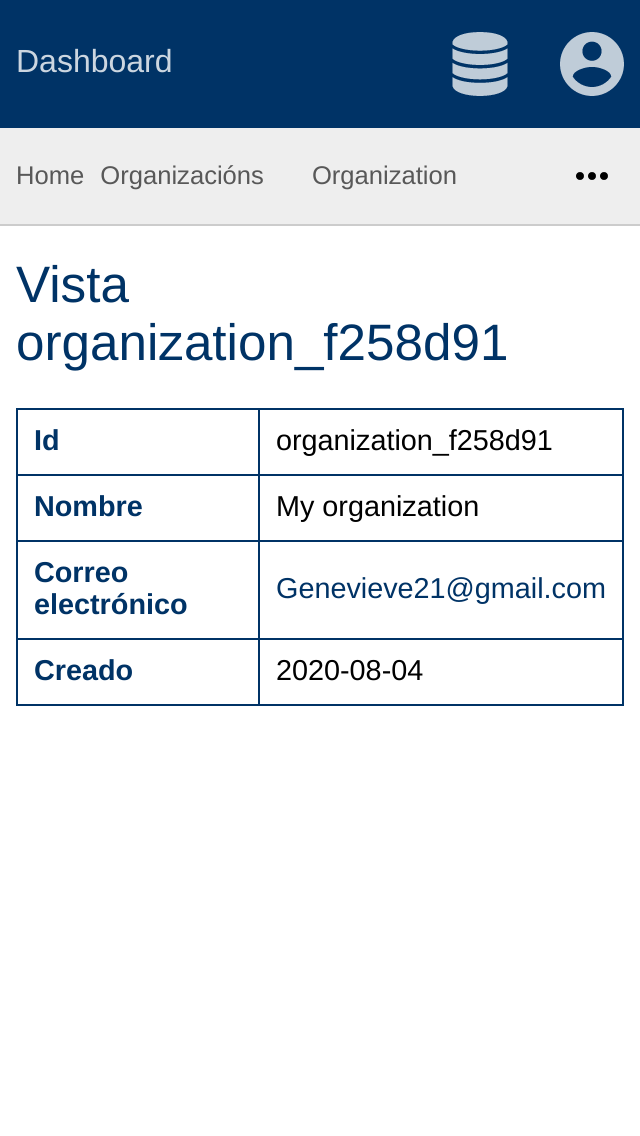 Dashboard
Home Organizacións Organization
Vista
organization_f258d91
Id organization_f258d91
Nombre My organization
Correo
electrónico Genevieve21@gmail.com
Creado 2020-08-04